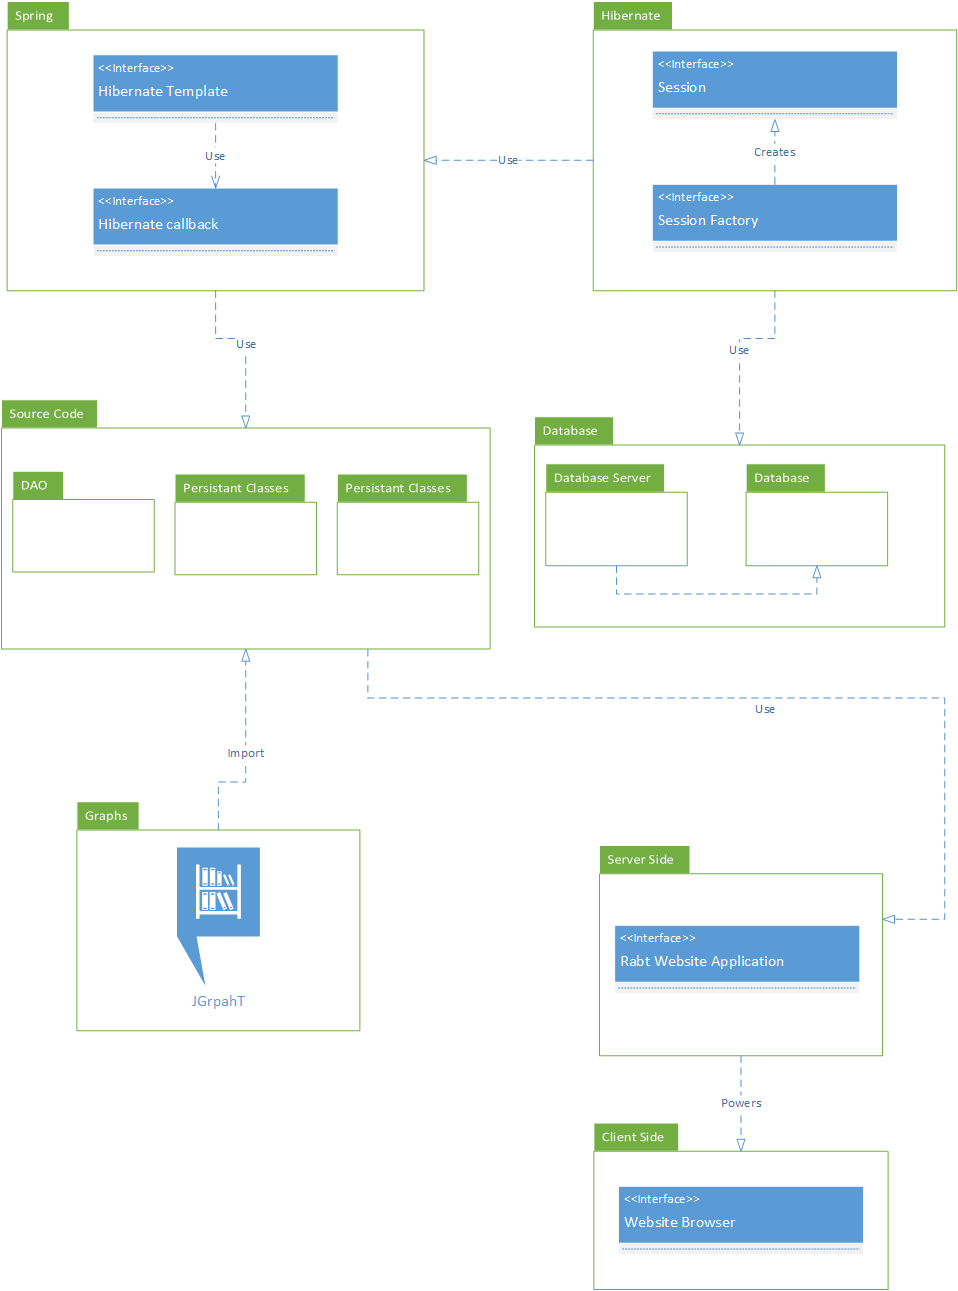 Spring
<<Interface>>
Hibernate Template
Use
<<Interface>>
Hibernate callback
Use
Hibernate
<<Interface>>
Session
Creates
<<Interface>>
Session Factory
Use
Use
Source Code
DAO
Persistant Classes
Persistant Classes
Database
Database Server
Database
Use
Import
Graphs
JGrpahT
Server Side
<<Interface>>
Rabt Website Application
Powers
Client Side
<<Interface>>
Website Browser